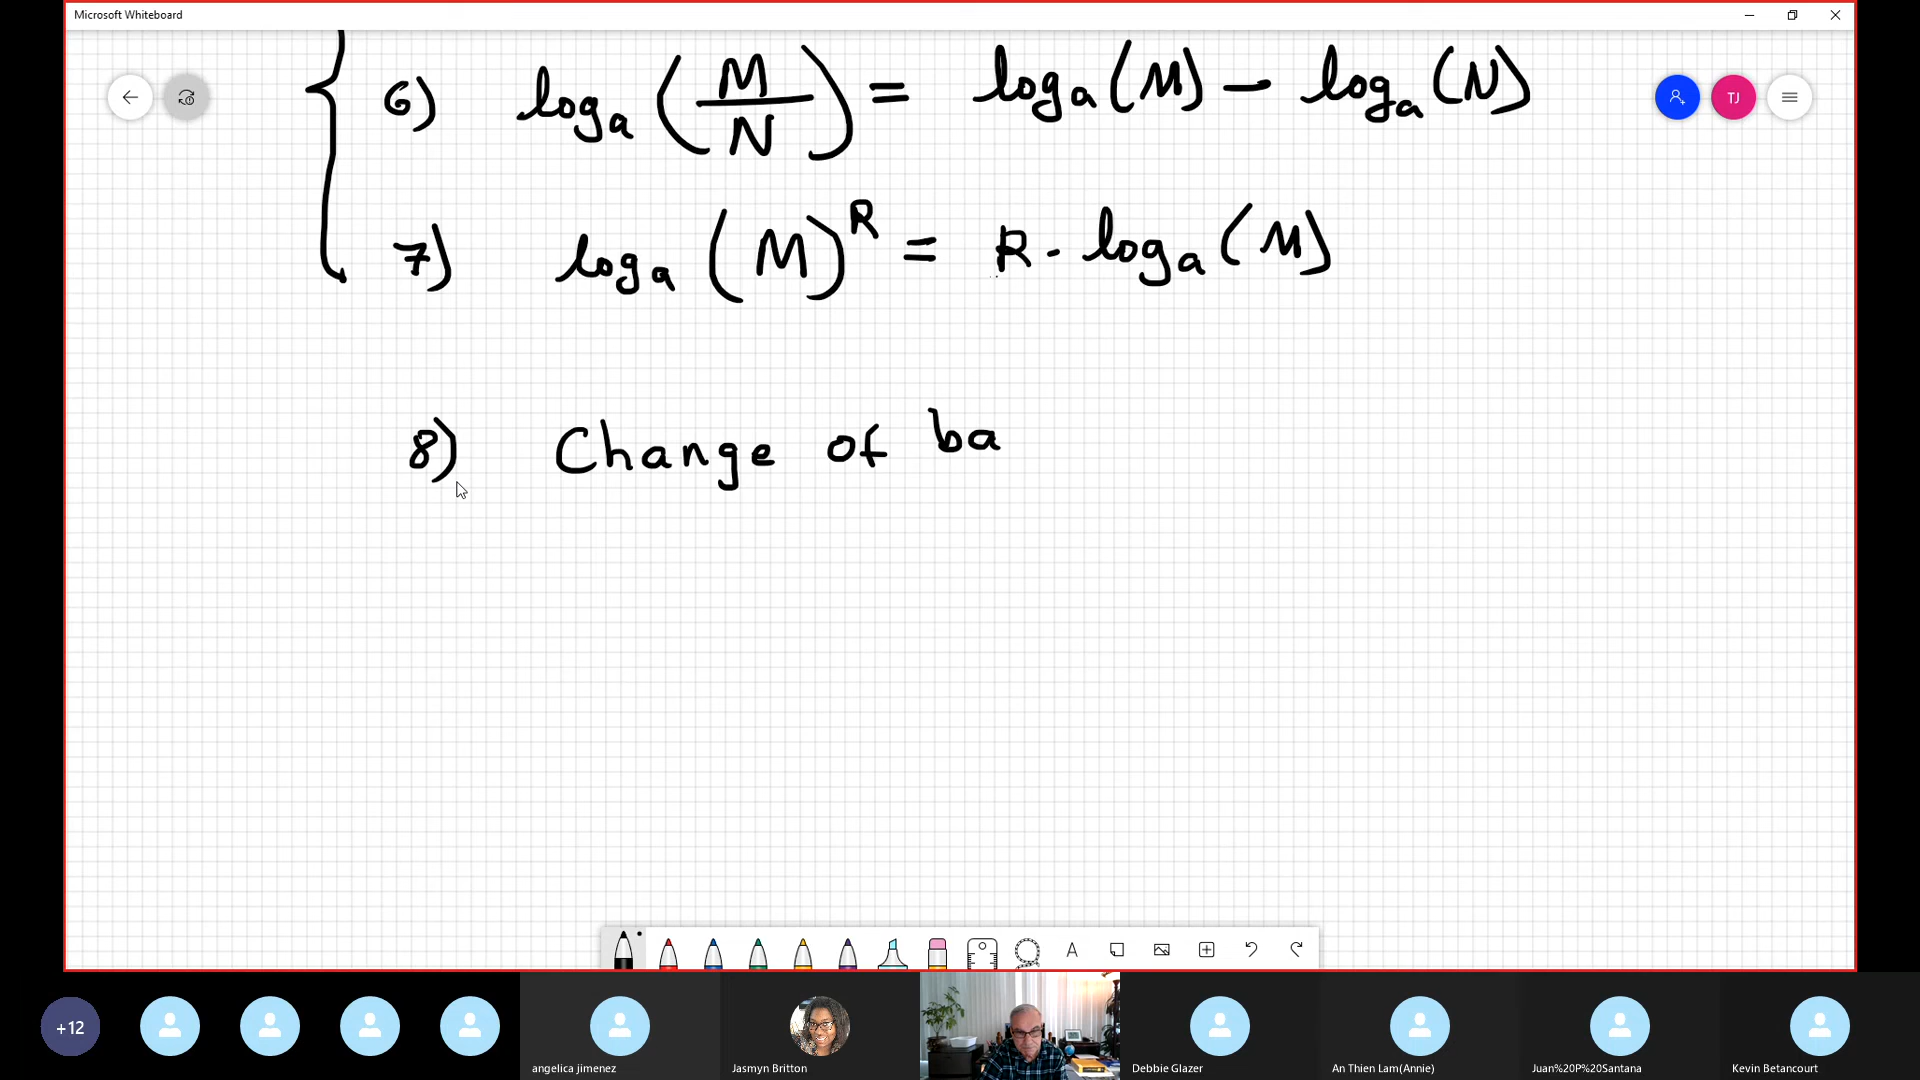 Microsoft Whiteboard
6) logₐ (M/N) = logₐ(M) - logₐ(N)
TJ
7) logₐ (M)ᴿ = R · logₐ(M)
8) Change of ba
A
+12
angelica jimenez
Jasmyn Britton
Debbie Glazer
An Thien Lam(Annie)
Juan%20P%20Santana
Kevin Betancourt